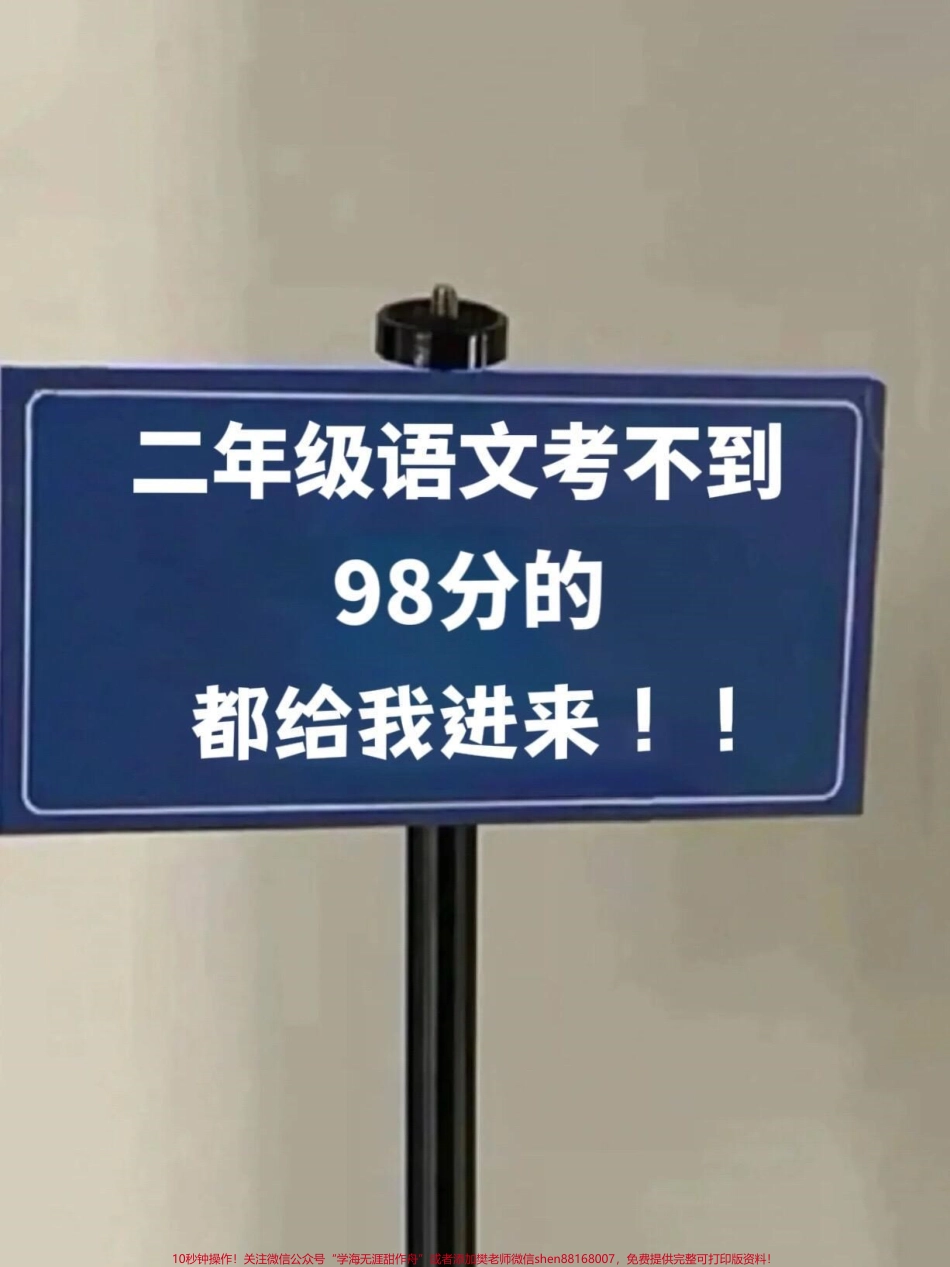 二年级语文考不到
98分的
都给我进来！！
10秒钟操作！关注微信公众号“学海无涯甜作舟”或者添加樊老师微信shen88168007，免费提供完整可打印版资料！